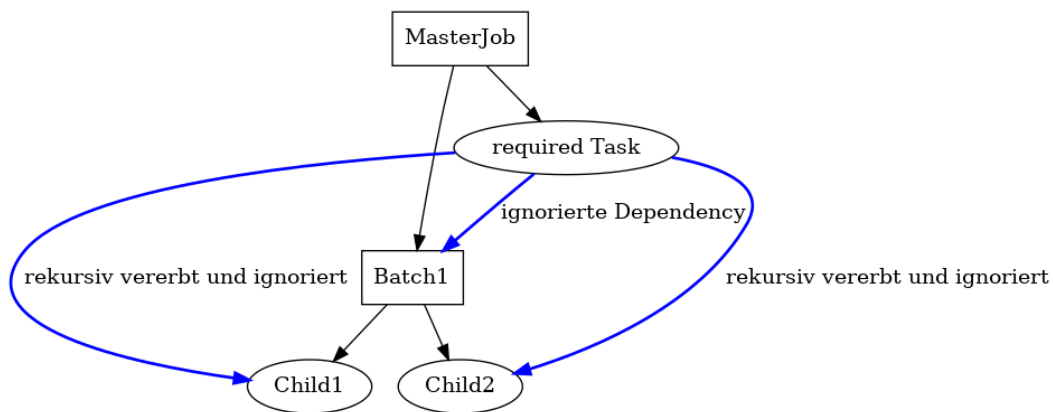 MasterJob
required Task
ignorierte Dependency
rekursiv vererbt und ignoriert
Batch1
rekursiv vererbt und ignoriert
Child1
Child2